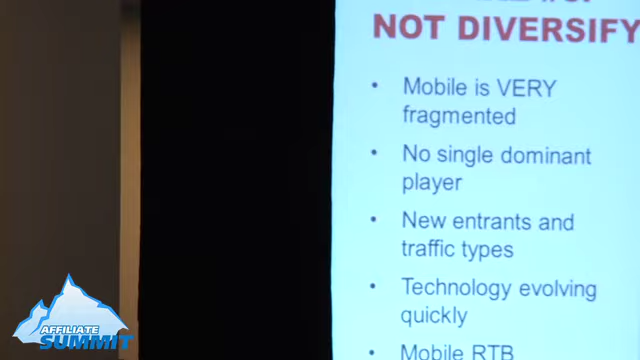 NOT DIVERSIFY
• Mobile is VERY
fragmented
• No single dominant
player
• New entrants and
traffic types
• Technology evolving
quickly
• Mobile RTB
AFFILIATE
SUMMIT